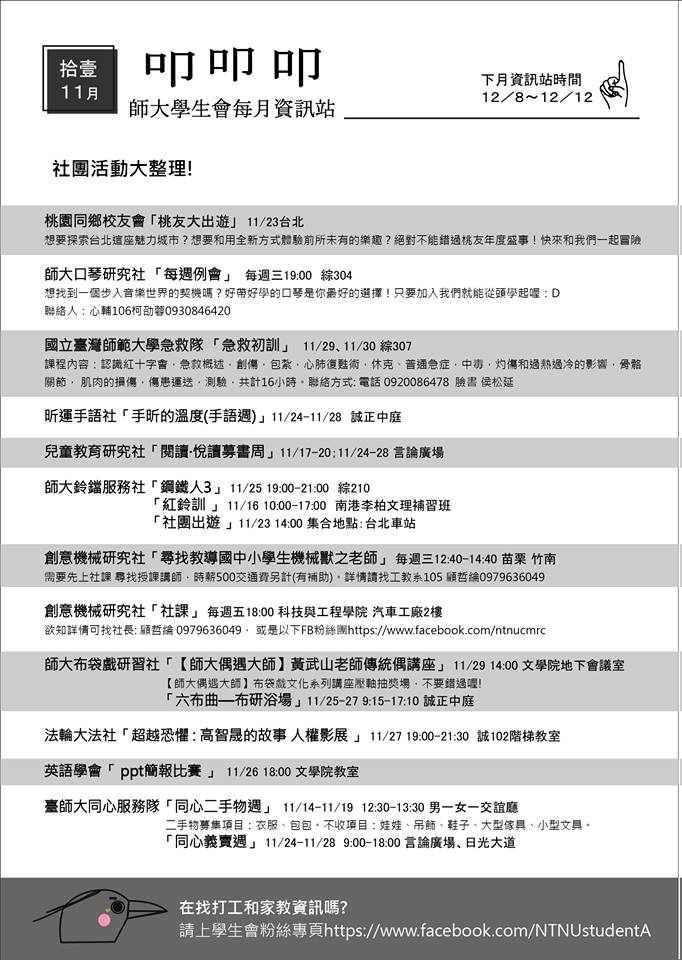 拾壹
11月
叩叩叩
師大學生會每月資訊站
下月資訊站時間
12/8~12/12
社團活動大整理!
桃園同鄉校友會「桃友大出遊」 11/23台北
想要探索台北這座魅力城市？想要和用全新方式體驗前所未有的樂趣？絕對不能錯過桃友年度盛事！快來和我們一起冒險
師大口琴研究社 「每週例會」 每週三19:00 綜304
想找到一個步入音樂世界的契機嗎？好帶好學的口琴是你最好的選擇！只要加入我們就能從頭學起喔：D
聯絡人：心輔106柯劭蓉0930846420
國立臺灣師範大學急救隊 「急救初訓」 11/29、11/30 綜307
課程內容：認識紅十字會，急救概述，創傷，包紮，心肺復甦術，休克、普通急症，中毒，灼傷和過熱過冷的影響，骨骼
關節， 肌肉的損傷，傷患運送，測驗，共計16小時。聯絡方式: 電話 0920086478 臉書 侯松延
昕運手語社「手昕的溫度(手語週)」11/24-11/28 誠正中庭
兒童教育研究社「閱讀‧悅讀募書周」11/17-20；11/24-28 言論廣場
師大鈴鐺服務社「鋼鐵人3」 11/25 19:00-21:00 綜210
「紅鈴訓 」 11/16 10:00-17:00 南港李柏文理補習班
「社團出遊 」11/23 14:00 集合地點:台北車站
創意機械研究社「尋找教導國中小學生機械獸之老師」 每週三12:40-14:40 苗栗 竹南
需要先上社課 尋找授課講師，時薪500交通費另計(有補助)。詳情請找工教系105 顧哲綸0979636049
創意機械研究社「社課」 每週五18:00 科技與工程學院 汽車工廠2樓
欲知詳情可找社長: 顧哲綸 0979636049， 或是以下FB粉絲團https://www.facebook.com/ntnucmrc
師大布袋戲研習社「【師大偶遇大師】黃武山老師傳統偶講座」 11/29 14:00 文學院地下會議室
【師大偶遇大師】布袋戲文化系列講座壓軸抽獎場，不要錯過喔!
「六布曲—布研浴場」11/25-27 9:15-17:10 誠正中庭
法輪大法社「超越恐懼：高智晟的故事 人權影展 」 11/27 19:00-21:30 誠102階梯教室
英語學會「 ppt簡報比賽 」 11/26 18:00 文學院教室
臺師大同心服務隊「同心二手物週」 11/14-11/19 12:30-13:30 男一女一交誼廳
二手物募集項目：衣服、包包。不收項目：娃娃、吊飾、鞋子、大型傢具、小型文具。
「同心義賣週」 11/24-11/28 9:00-18:00 言論廣場、日光大道
在找打工和家教資訊嗎?
請上學生會粉絲專頁https://www.facebook.com/NTNUstudentA